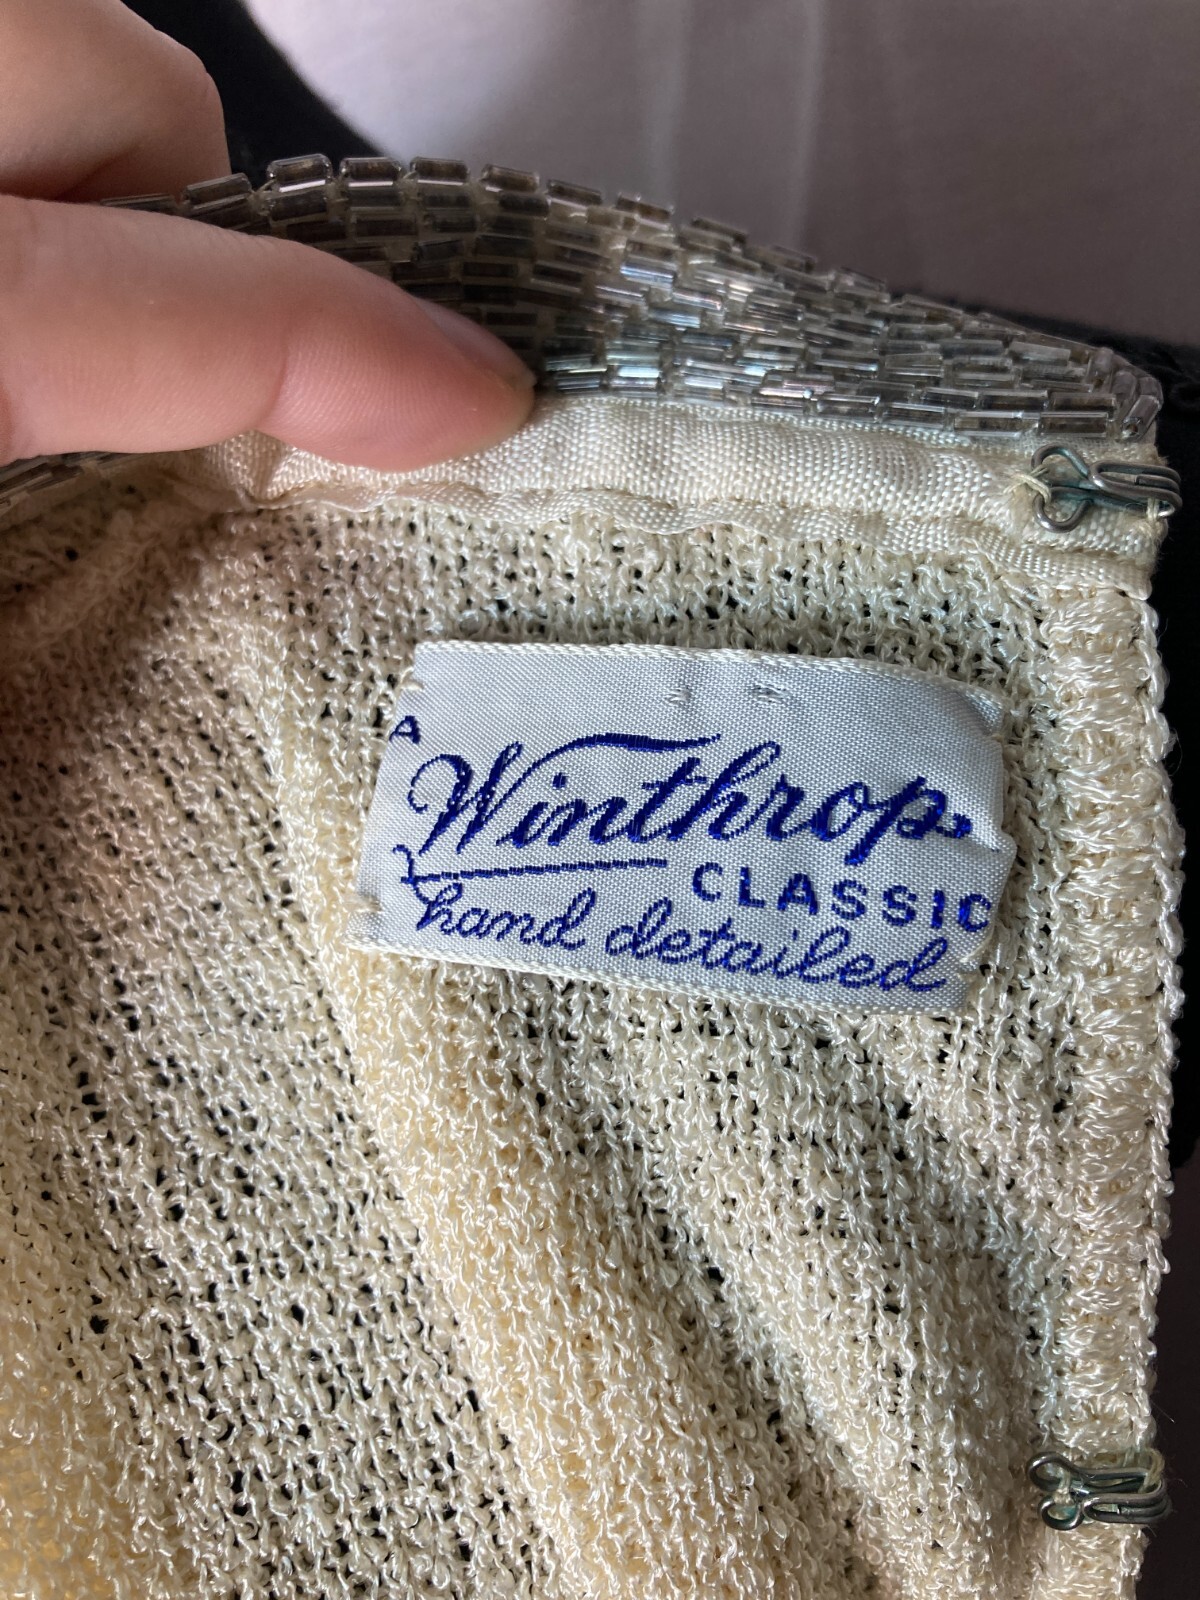 A
Winthrop
CLASSIC
hand detailed